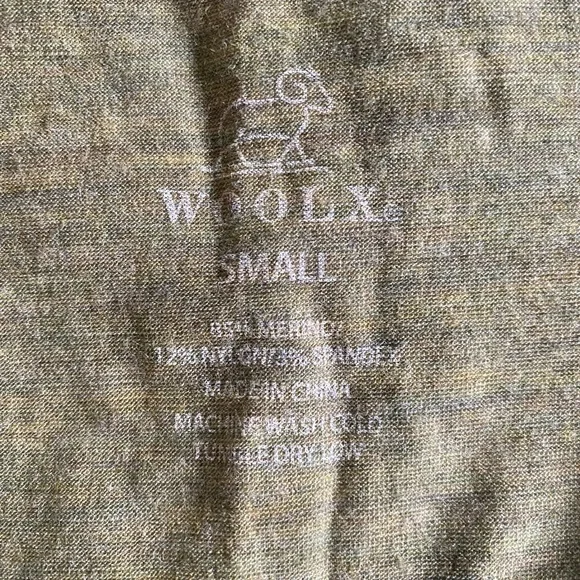 WOOLX®
SMALL
85% MERINO/
12% NYLON/3% SPANDEX
MADE IN CHINA
MACHINE WASH COLD
TUMBLE DRY LOW